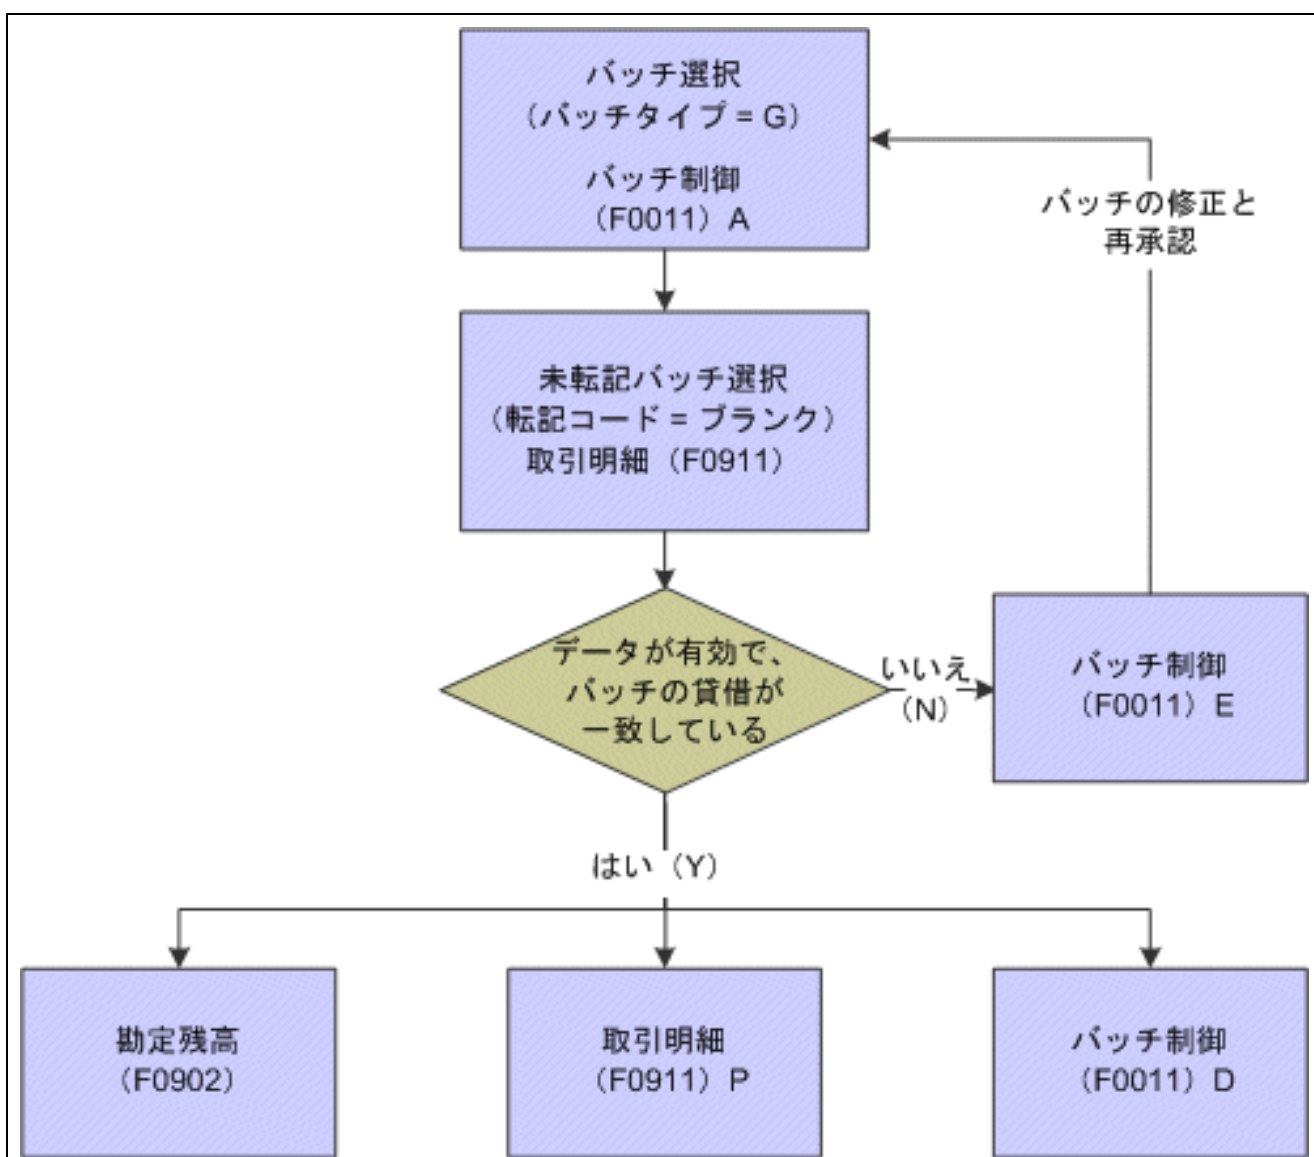 バッチ選択
（バッチタイプ = G）
バッチ制御
（F0011）A
バッチの修正と
再承認
未転記バッチ選択
（転記コード = ブランク）
取引明細（F0911）
データが有効で、
バッチの貸借が
一致している
いいえ
（N）
バッチ制御
（F0011）E
はい（Y）
勘定残高
（F0902）
取引明細
（F0911）P
バッチ制御
（F0011）D